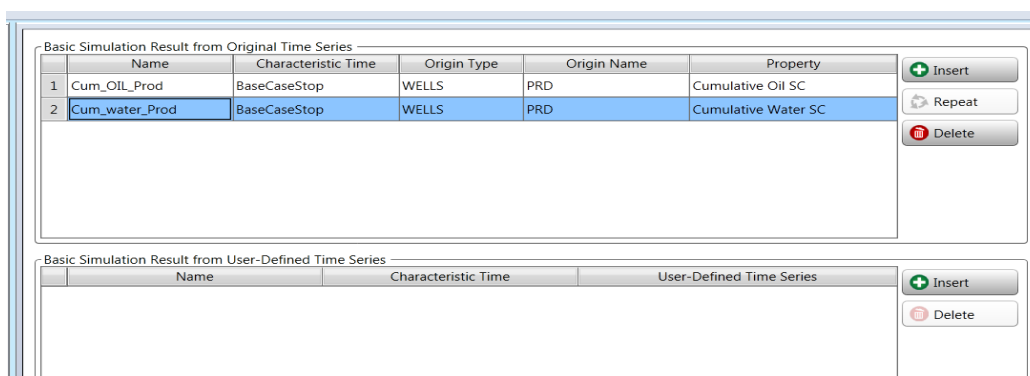 Basic Simulation Result from Original Time Series
Name Characteristic Time Origin Type Origin Name Property
1 Cum_OIL_Prod BaseCaseStop WELLS PRD Cumulative Oil SC
2 Cum_water_Prod BaseCaseStop WELLS PRD Cumulative Water SC
Insert
Repeat
Delete
Basic Simulation Result from User-Defined Time Series
Name Characteristic Time User-Defined Time Series
Insert
Delete